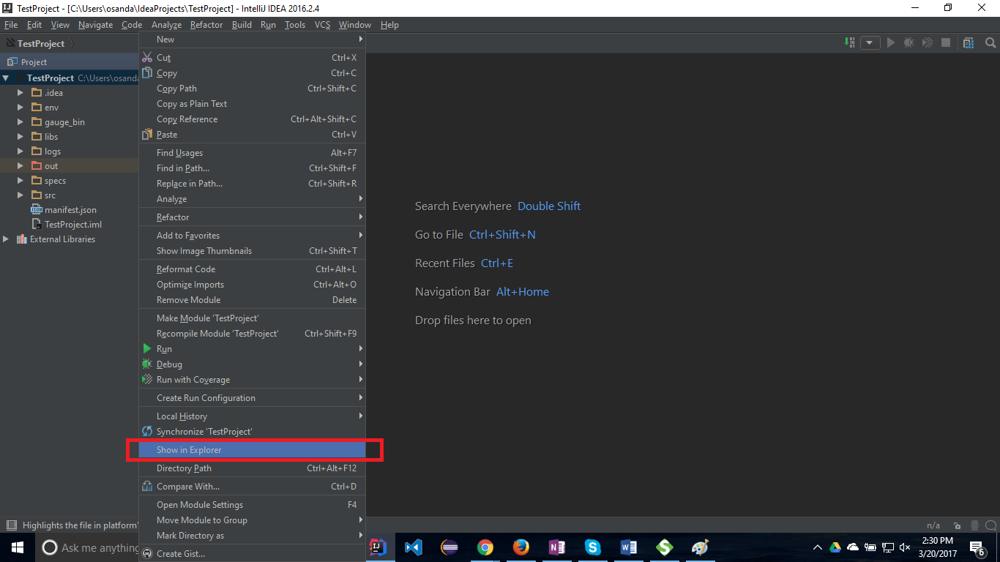 TestProject - [C:\Users\osanda\IdeaProjects\TestProject] - IntelliJ IDEA 2016.2.4
File Edit View Navigate Code Analyze Refactor Build Run Tools VCS Window Help
TestProject
Project
TestProject C:\Users\osanda
.idea
env
gauge_bin
libs
logs
out
specs
src
manifest.json
TestProject.iml
External Libraries
New
Cut Ctrl+X
Copy Ctrl+C
Copy Path Ctrl+Shift+C
Copy as Plain Text
Copy Reference Ctrl+Alt+Shift+C
Paste Ctrl+V
Find Usages Alt+F7
Find in Path... Ctrl+Shift+F
Replace in Path... Ctrl+Shift+R
Analyze
Refactor
Add to Favorites
Show Image Thumbnails Ctrl+Shift+T
Reformat Code Ctrl+Alt+L
Optimize Imports Ctrl+Alt+O
Remove Module Delete
Make Module 'TestProject'
Recompile Module 'TestProject' Ctrl+Shift+F9
Run
Debug
Run with Coverage
Create Run Configuration
Local History
Synchronize 'TestProject'
Show in Explorer
Directory Path Ctrl+Alt+F12
Compare With... Ctrl+D
Open Module Settings F4
Move Module to Group
Mark Directory as
Create Gist...
Search Everywhere Double Shift
Go to File Ctrl+Shift+N
Recent Files Ctrl+E
Navigation Bar Alt+Home
Drop files here to open
Highlights the file in platform'
n/a
Ask me anything
2:30 PM
3/20/2017
6